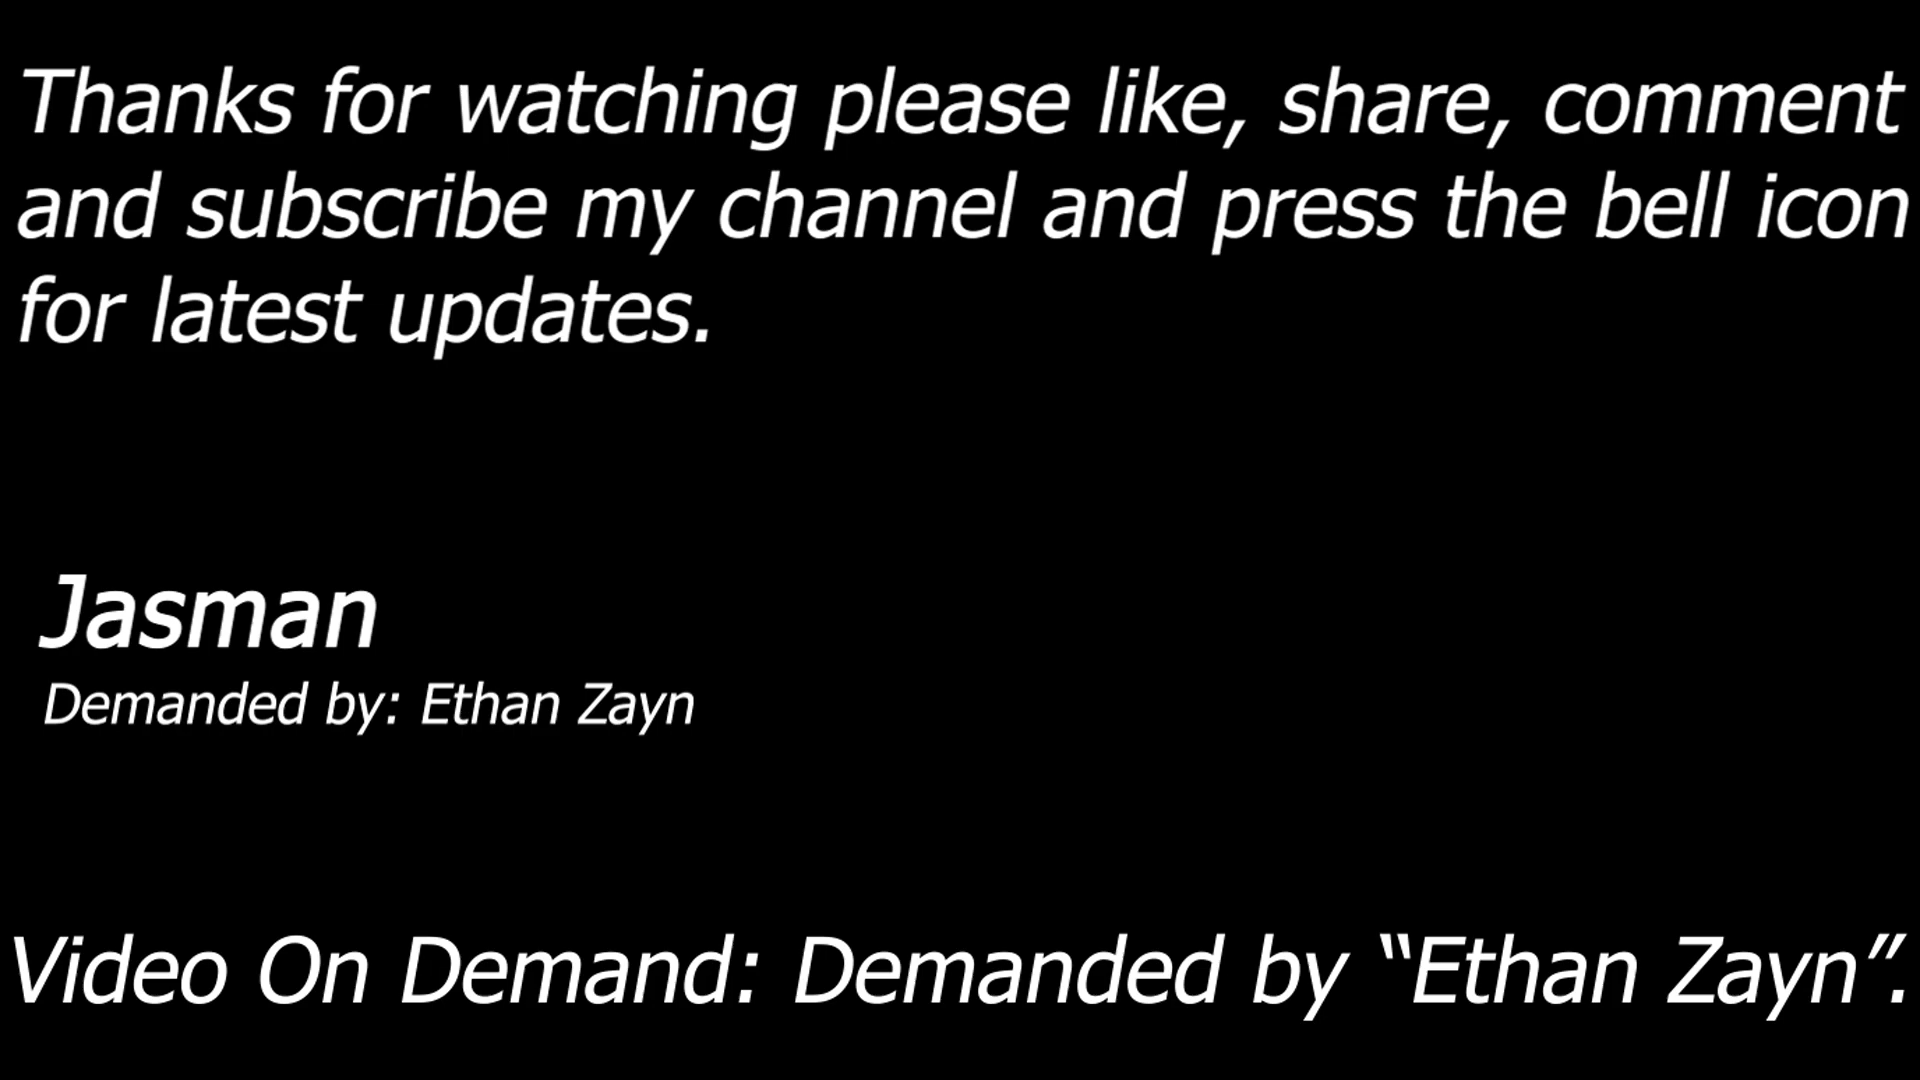 Thanks for watching please like, share, comment
and subscribe my channel and press the bell icon
for latest updates.
Jasman
Demanded by: Ethan Zayn
Video On Demand: Demanded by “Ethan Zayn”.